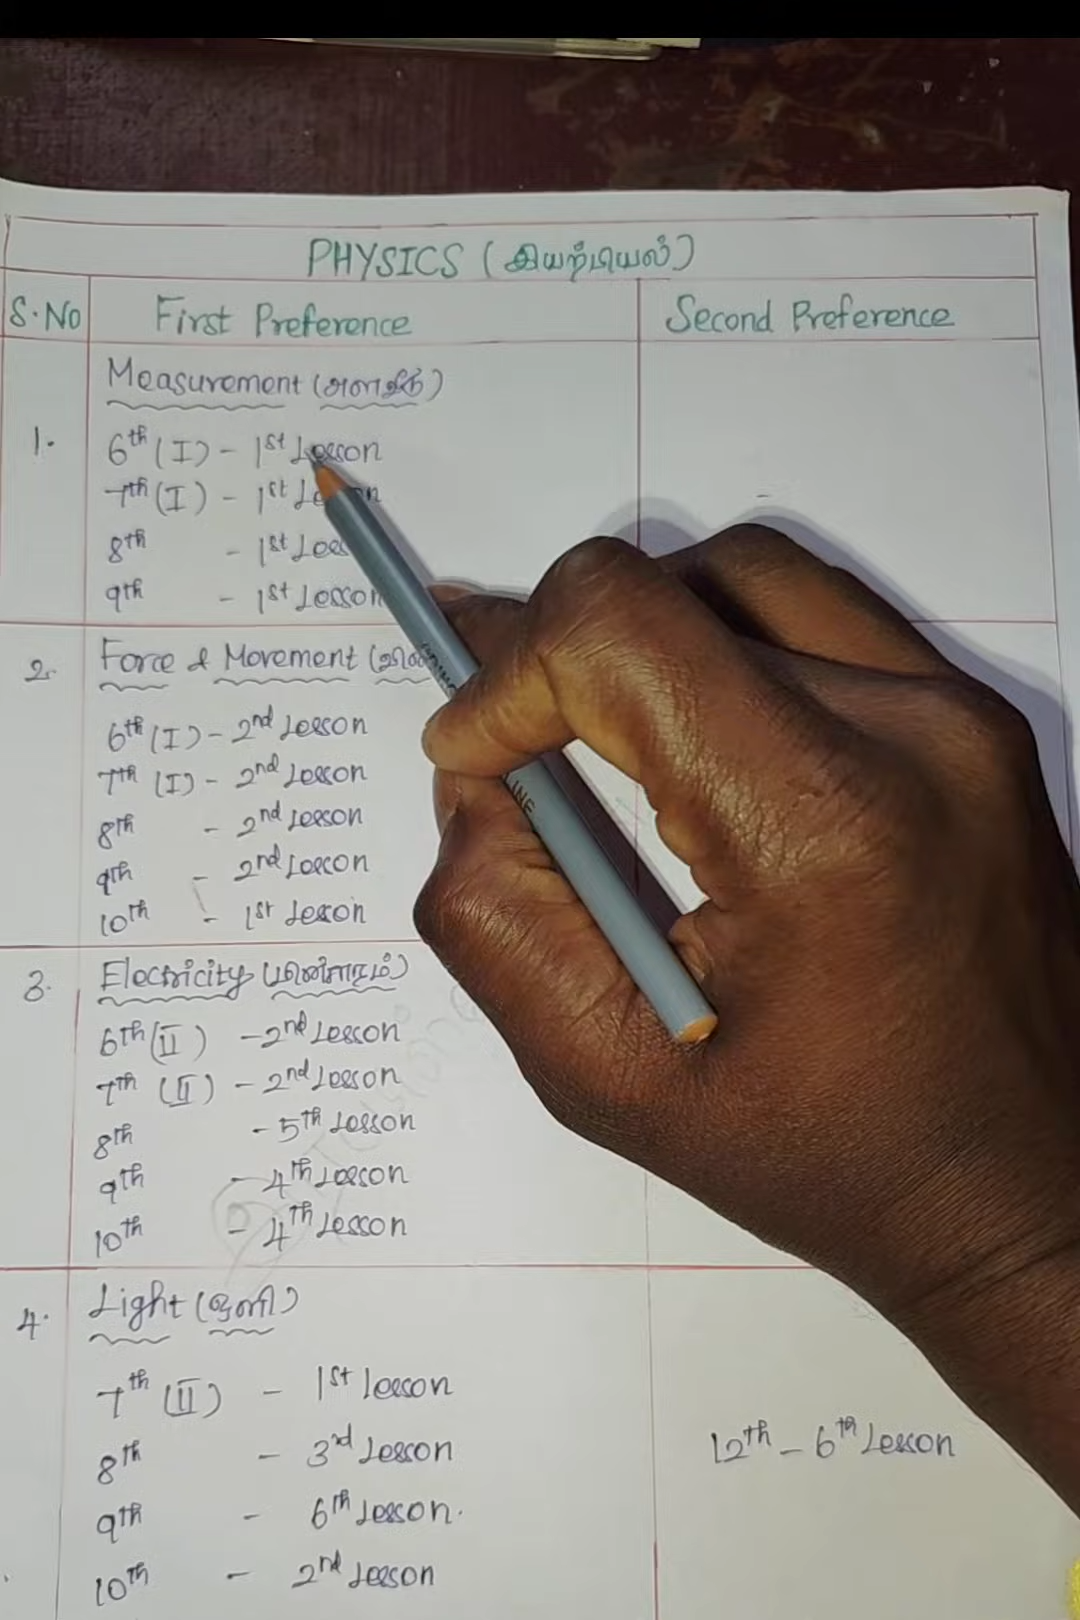 PHYSICS (இயற்பியல்)
S.No First Preference Second Preference
Measurement (அளவீடு)
1. 6th (I) - 1st Lesson
7th (I) - 1st
8th - 1st
9th - 1st Lesson
-
2. Force & Movement
6th (I) - 2nd Lesson
7th (I) - 2nd Lesson
8th - 2nd Lesson
9th - 2nd Lesson
10th - 1st Lesson
3. Electricity (மின்சாரம்)
6th (II) - 2nd Lesson
7th (II) - 2nd Lesson
8th - 5th Lesson
9th - 4th Lesson
10th - 4th Lesson
4. Light (ஒளி)
7th (II) - 1st Lesson
8th - 3rd Lesson 12th - 6th Lesson
9th - 6th Lesson.
10th - 2nd Lesson